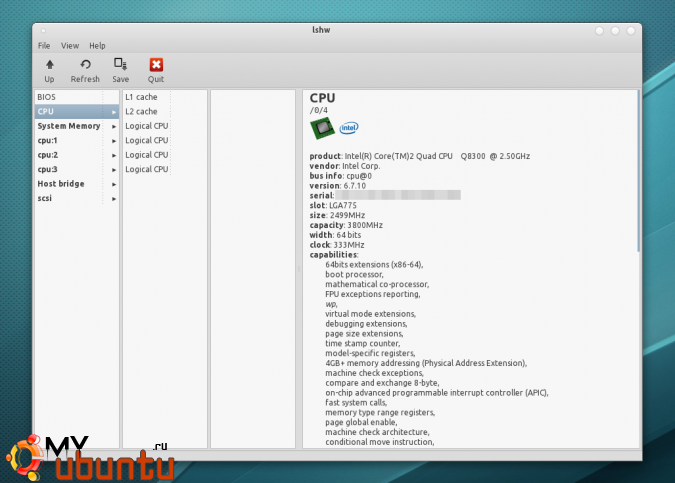 lshw
File View Help
Up Refresh Save Quit
BIOS
CPU
System Memory
cpu:1
cpu:2
cpu:3
Host bridge
scsi
L1 cache
L2 cache
Logical CPU
Logical CPU
Logical CPU
Logical CPU
CPU
/0/4
intel
product: Intel(R) Core(TM)2 Quad CPU Q8300 @ 2.50GHz
vendor: Intel Corp.
bus info: cpu@0
version: 6.7.10
serial:
slot: LGA775
size: 2499MHz
capacity: 3800MHz
width: 64 bits
clock: 333MHz
capabilities:
64bits extensions (x86-64),
boot processor,
mathematical co-processor,
FPU exceptions reporting,
wp,
virtual mode extensions,
debugging extensions,
page size extensions,
time stamp counter,
model-specific registers,
4GB+ memory addressing (Physical Address Extension),
machine check exceptions,
compare and exchange 8-byte,
on-chip advanced programmable interrupt controller (APIC),
fast system calls,
memory type range registers,
page global enable,
machine check architecture,
conditional move instruction,
MY .ru
ubuntu